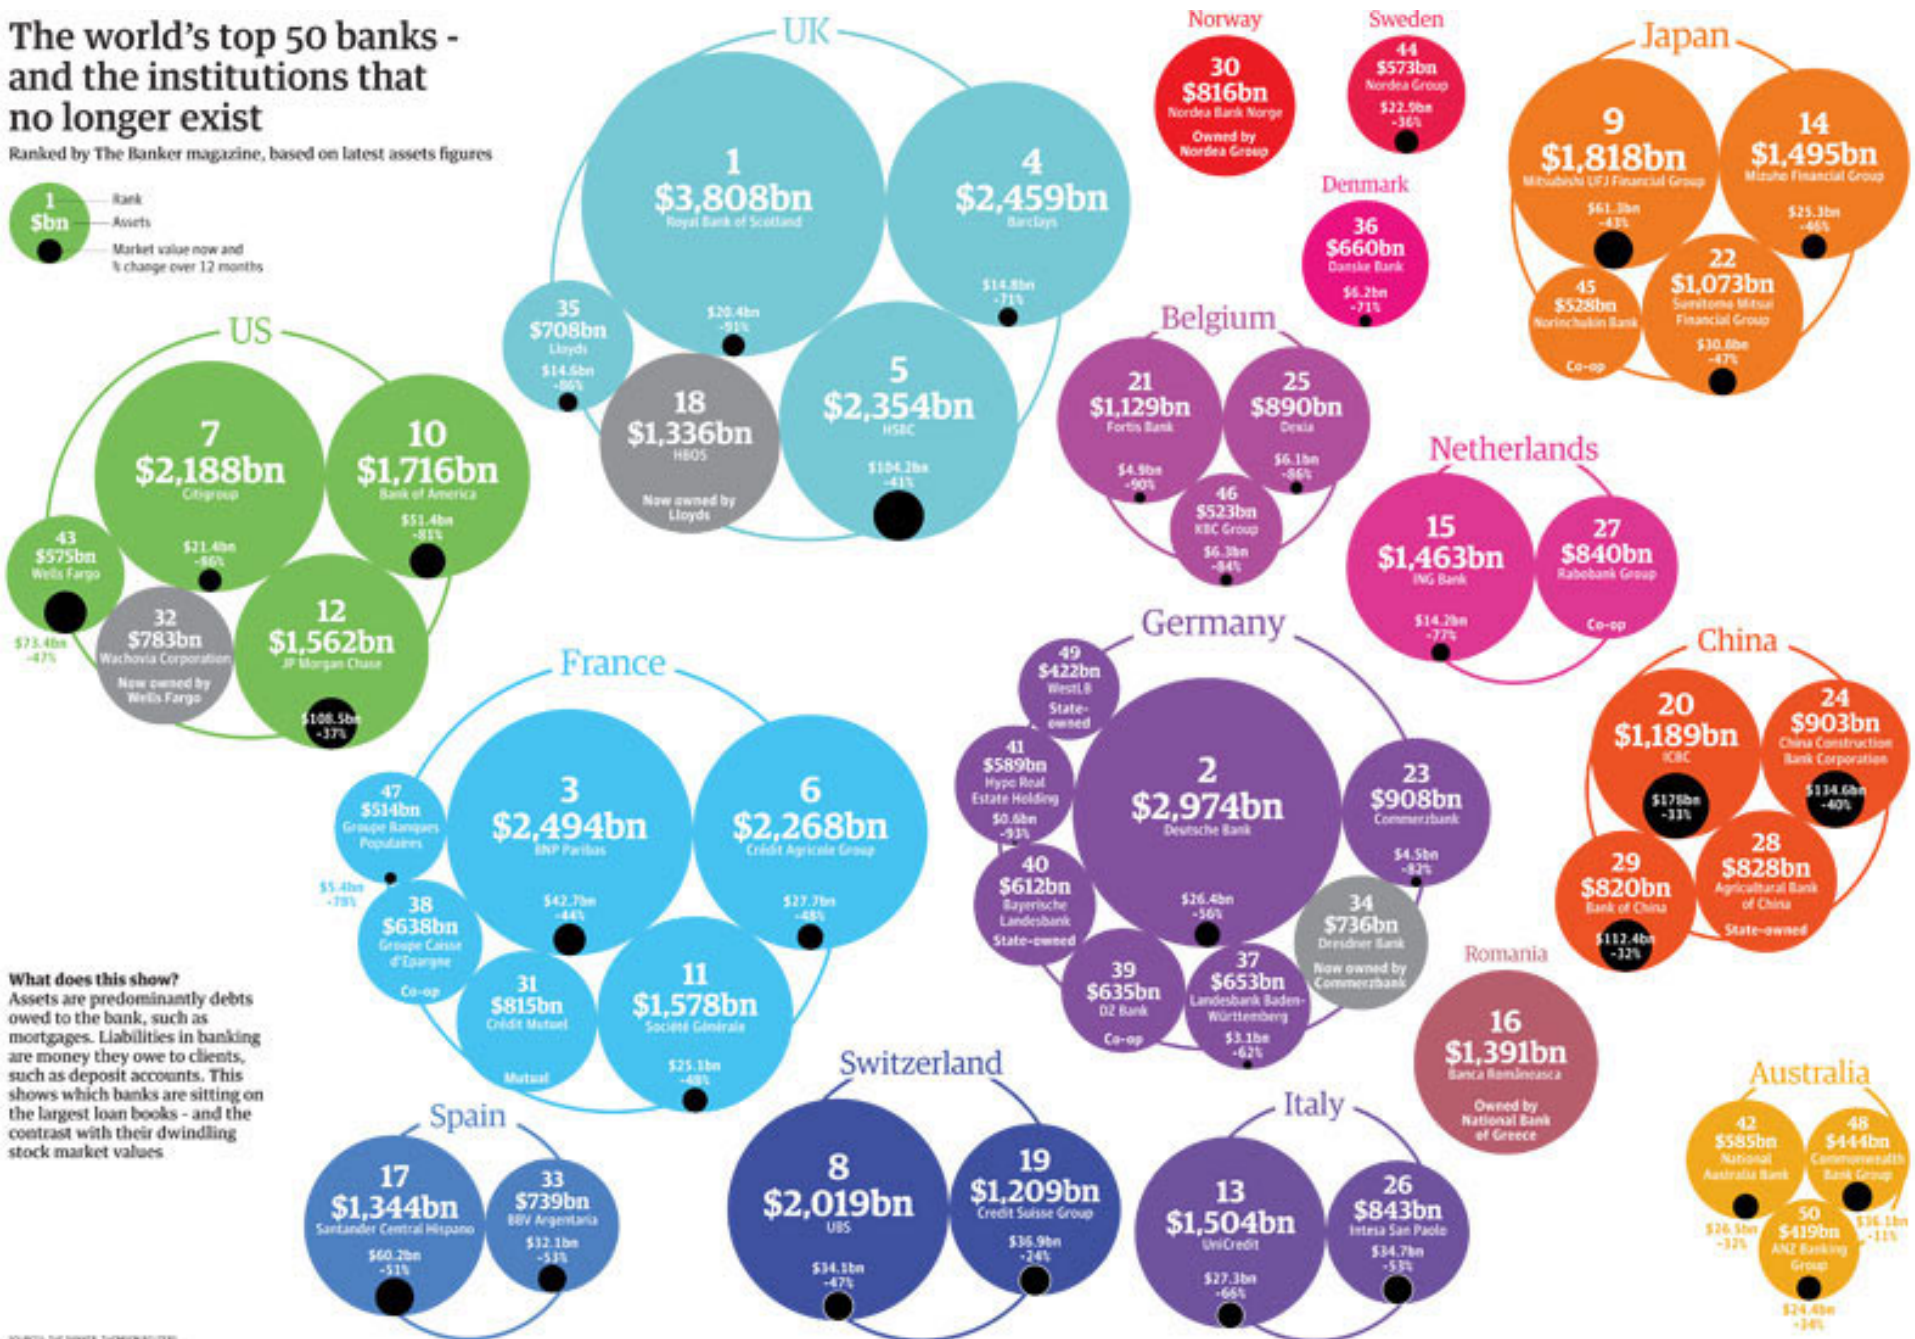 The world's top 50 banks -
and the institutions that
no longer exist
Ranked by The Banker magazine, based on latest assets figures
1
$bn
Rank
Assets
Market value now and
% change over 12 months
UK
1
$3,808bn
Royal Bank of Scotland
$20.4bn
-91%
4
$2,459bn
Barclays
$14.8bn
-71%
35
$708bn
Lloyds
$14.6bn
-86%
18
$1,336bn
HBOS
Now owned by
Lloyds
5
$2,354bn
HSBC
$104.2bn
-41%
Norway
30
$816bn
Nordea Bank Norge
Owned by
Nordea Group
Sweden
44
$573bn
Nordea Group
$22.9bn
-36%
Denmark
36
$660bn
Danske Bank
$6.2bn
-71%
Japan
9
$1,818bn
Mitsubishi UFJ Financial Group
$61.3bn
-43%
14
$1,495bn
Mizuho Financial Group
$25.3bn
-46%
45
$528bn
Norinchukin Bank
Co-op
22
$1,073bn
Sumitomo Mitsui
Financial Group
$30.8bn
-47%
US
7
$2,188bn
Citigroup
$21.4bn
-86%
10
$1,716bn
Bank of America
$51.4bn
-81%
43
$575bn
Wells Fargo
$73.4bn
-47%
32
$783bn
Wachovia Corporation
Now owned by
Wells Fargo
12
$1,562bn
JP Morgan Chase
$108.5bn
-37%
Belgium
21
$1,129bn
Fortis Bank
$4.9bn
-90%
25
$890bn
Dexia
$6.1bn
-86%
46
$523bn
KBC Group
$6.3bn
-84%
Netherlands
15
$1,463bn
ING Bank
$14.2bn
-77%
27
$840bn
Rabobank Group
Co-op
France
47
$514bn
Groupe Banques
Populaires
$5.4bn
-78%
3
$2,494bn
BNP Paribas
$42.7bn
-44%
6
$2,268bn
Crédit Agricole Group
$27.7bn
-48%
38
$638bn
Groupe Caisse
d'Epargne
Co-op
31
$815bn
Crédit Mutuel
Mutual
11
$1,578bn
Société Générale
$25.1bn
-48%
Germany
49
$422bn
WestLB
State-
owned
41
$589bn
Hypo Real
Estate Holding
$0.6bn
-93%
2
$2,974bn
Deutsche Bank
$26.4bn
-56%
23
$908bn
Commerzbank
$4.5bn
-82%
40
$612bn
Bayerische
Landesbank
State-owned
34
$736bn
Dresdner Bank
Now owned by
Commerzbank
39
$635bn
DZ Bank
Co-op
37
$653bn
Landesbank Baden-
Württemberg
$3.1bn
-62%
China
20
$1,189bn
ICBC
$175bn
-33%
24
$903bn
China Construction
Bank Corporation
$134.6bn
-40%
29
$820bn
Bank of China
$112.4bn
-32%
28
$828bn
Agricultural Bank
of China
State-owned
Romania
16
$1,391bn
Banca Româneasca
Owned by
National Bank
of Greece
What does this show?
Assets are predominantly debts
owed to the bank, such as
mortgages. Liabilities in banking
are money they owe to clients,
such as deposit accounts. This
shows which banks are sitting on
the largest loan books - and the
contrast with their dwindling
stock market values
Spain
17
$1,344bn
Santander Central Hispano
$60.2bn
-51%
33
$739bn
BBV Argentaria
$32.1bn
-53%
Switzerland
8
$2,019bn
UBS
$34.1bn
-47%
19
$1,209bn
Credit Suisse Group
$36.9bn
-24%
Italy
13
$1,504bn
UniCredit
$27.3bn
-66%
26
$843bn
Intesa San Paolo
$34.7bn
-53%
Australia
42
$585bn
National
Australia Bank
$26.5bn
-32%
48
$444bn
Commonwealth
Bank Group
$36.1bn
-11%
50
$419bn
ANZ Banking
Group
$24.4bn
-34%